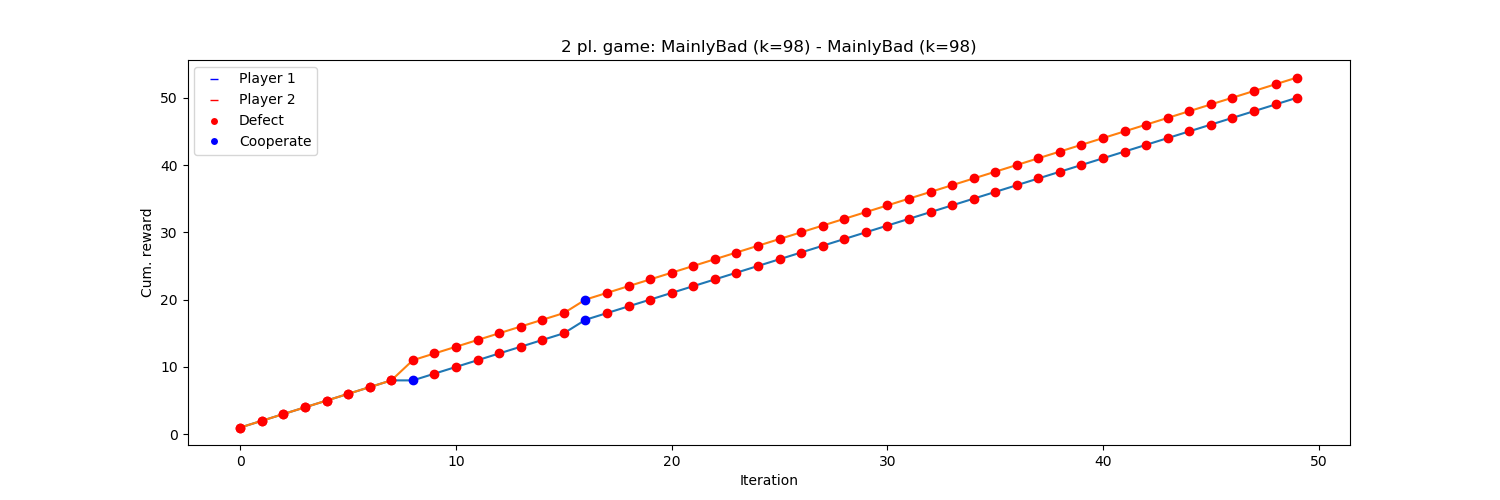 2 pl. game: MainlyBad (k=98) - MainlyBad (k=98)
Player 1
Player 2
Defect
Cooperate
Cum. reward
50
40
30
20
10
0
0 10 20 30 40 50
Iteration